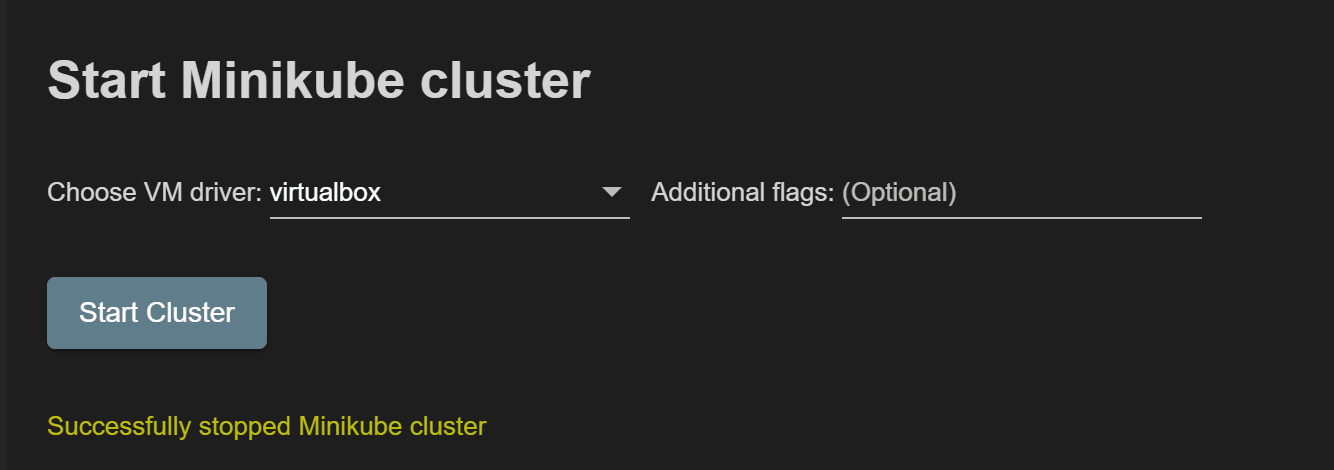 Start Minikube cluster
Choose VM driver: virtualbox Additional flags: (Optional)
Start Cluster
Successfully stopped Minikube cluster